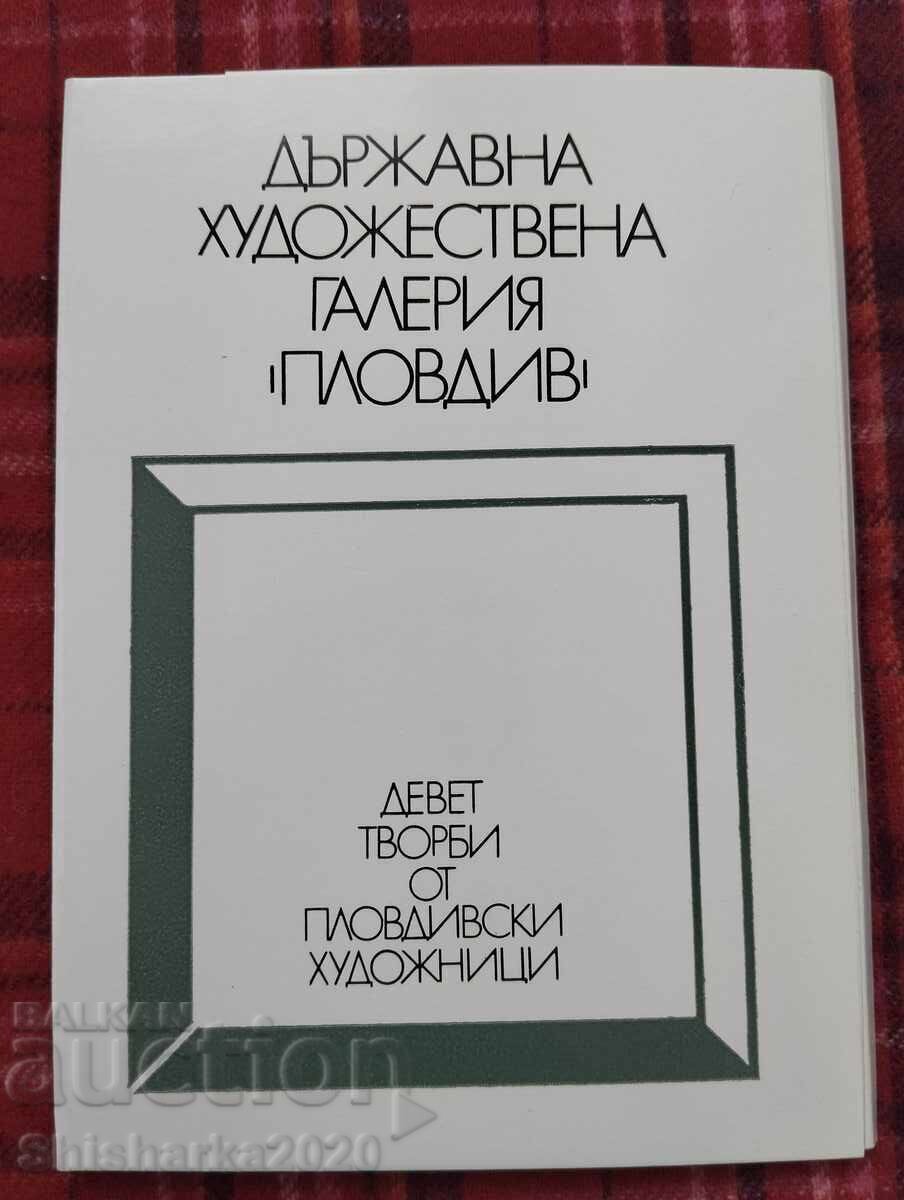 ДЪРЖАВНА
ХУДОЖЕСТВЕНА
ГАЛЕРИЯ
'ПЛОВДИВ'
ДЕВЕТ
ТВОРБИ
ОТ
ПЛОВДИВСКИ
ХУДОЖНИЦИ
BALKAN
auction
Shisharka2020